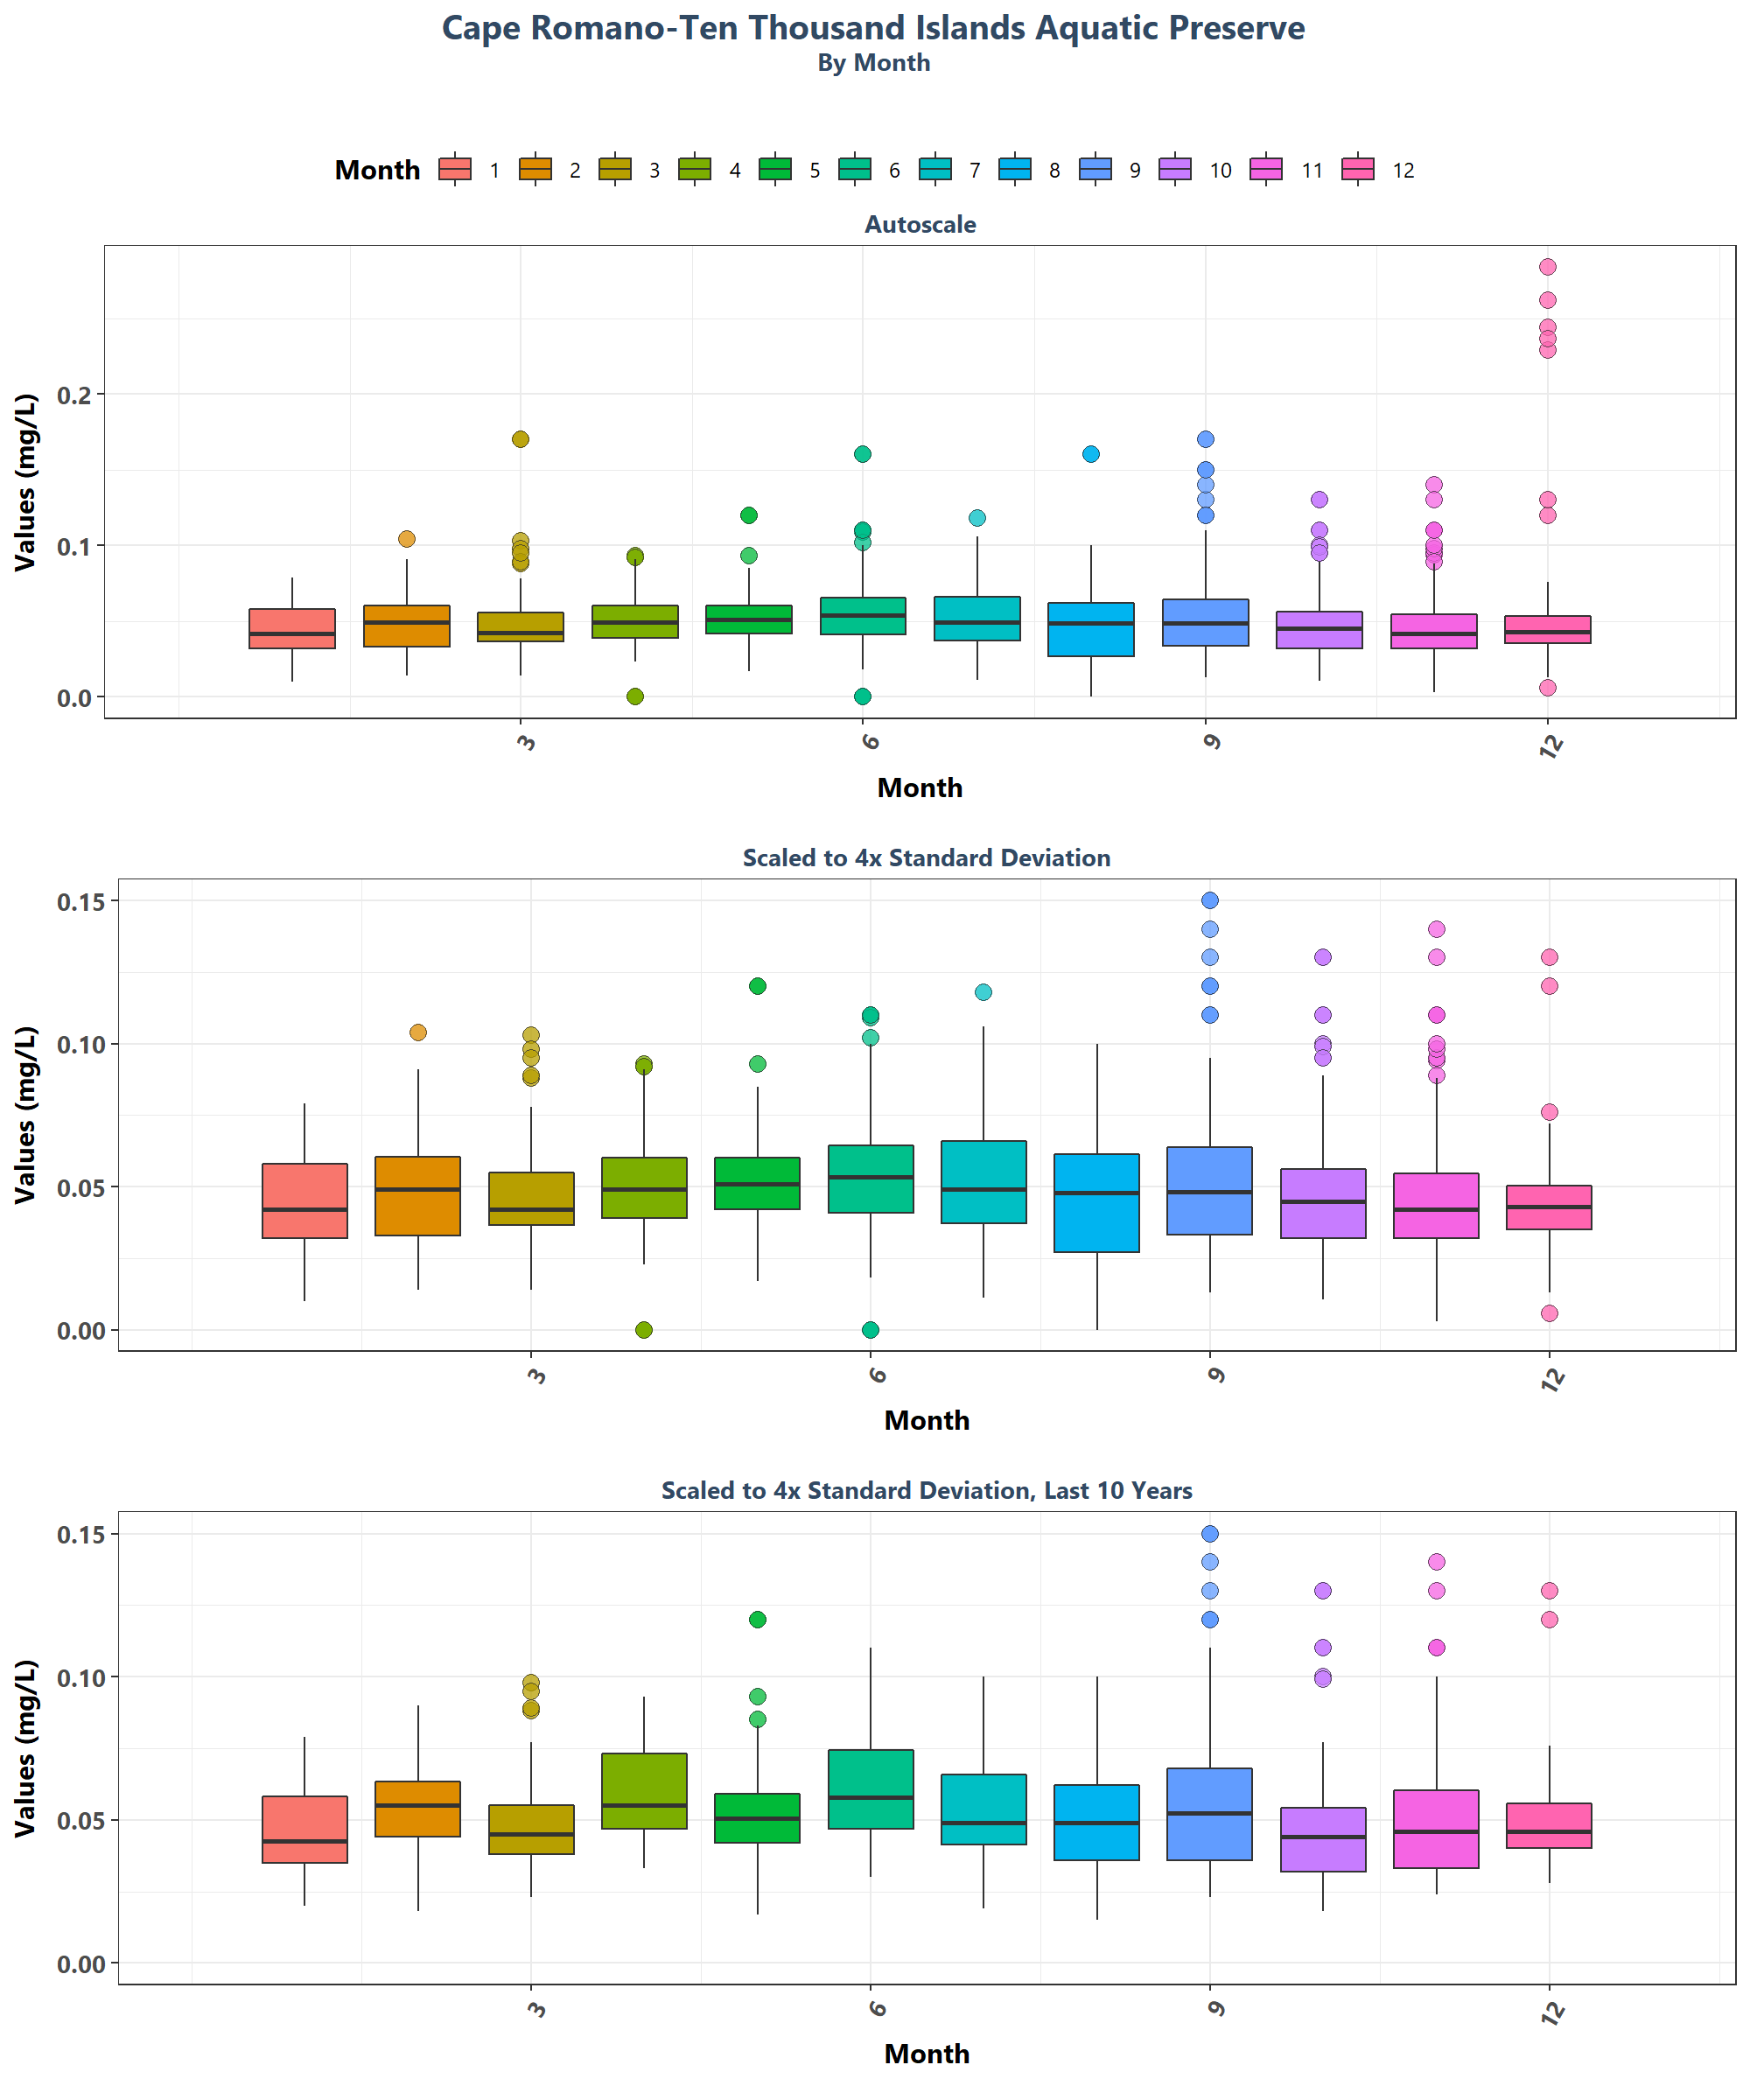 Cape Romano-Ten Thousand Islands Aquatic Preserve
By Month
Month 1 2 3 4 5 6 7 8 9 10 11 12
Autoscale
Values (mg/L)
0.2
0.1
0.0
3 6 9 12
Month
Scaled to 4x Standard Deviation
Values (mg/L)
0.15
0.10
0.05
0.00
3 6 9 12
Month
Scaled to 4x Standard Deviation, Last 10 Years
Values (mg/L)
0.15
0.10
0.05
0.00
3 6 9 12
Month